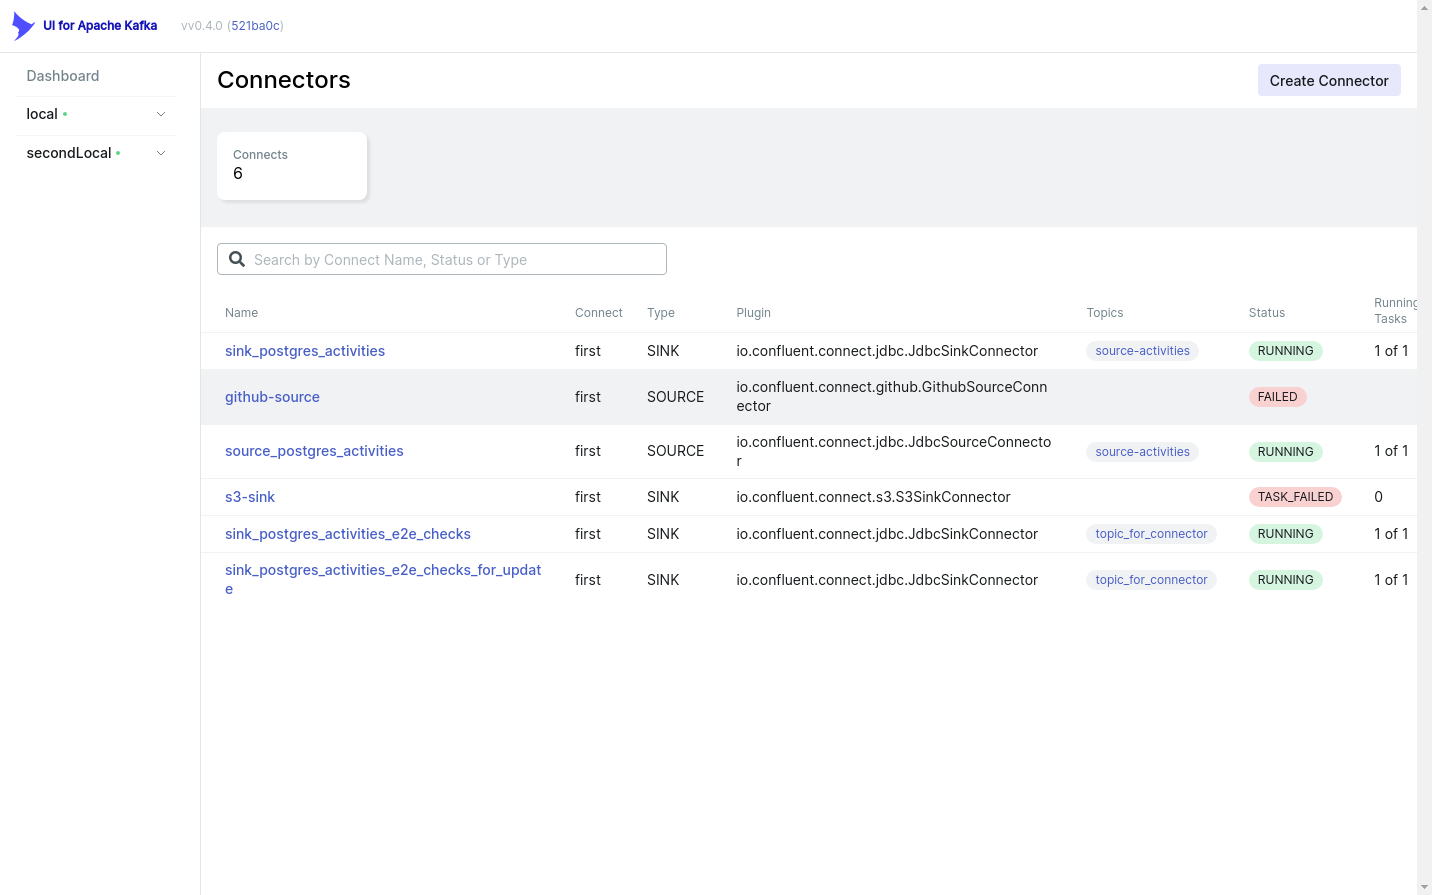 UI for Apache Kafka vv0.4.0 (521ba0c)
Dashboard
local
secondLocal
Connectors
Create Connector
Connects
6
Search by Connect Name, Status or Type
Name Connect Type Plugin Topics Status Running
Tasks
sink_postgres_activities first SINK io.confluent.connect.jdbc.JdbcSinkConnector source-activities RUNNING 1 of 1
github-source first SOURCE io.confluent.connect.github.GithubSourceConn
ector FAILED
source_postgres_activities first SOURCE io.confluent.connect.jdbc.JdbcSourceConnecto
r source-activities RUNNING 1 of 1
s3-sink first SINK io.confluent.connect.s3.S3SinkConnector TASK_FAILED 0
sink_postgres_activities_e2e_checks first SINK io.confluent.connect.jdbc.JdbcSinkConnector topic_for_connector RUNNING 1 of 1
sink_postgres_activities_e2e_checks_for_updat
e first SINK io.confluent.connect.jdbc.JdbcSinkConnector topic_for_connector RUNNING 1 of 1